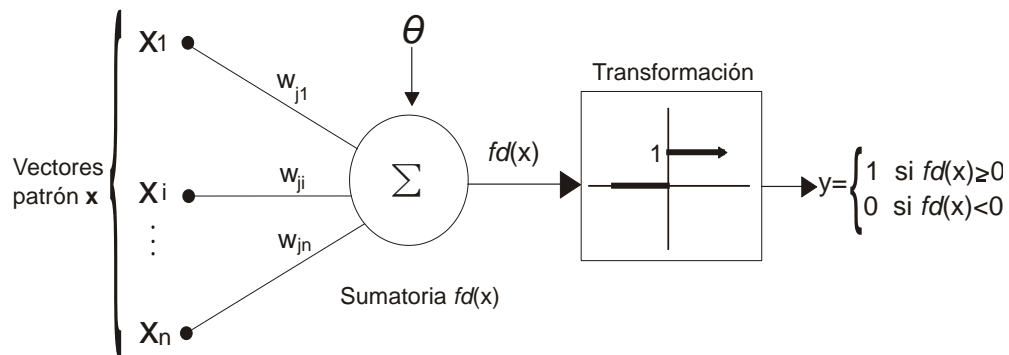 x1
θ
Transformación
wj1
fd(x)
1
Vectores
patrón x
xi
wji
Σ
y={
1 si fd(x)≥0
0 si fd(x)<0
⋮
wjn
Sumatoria fd(x)
xn